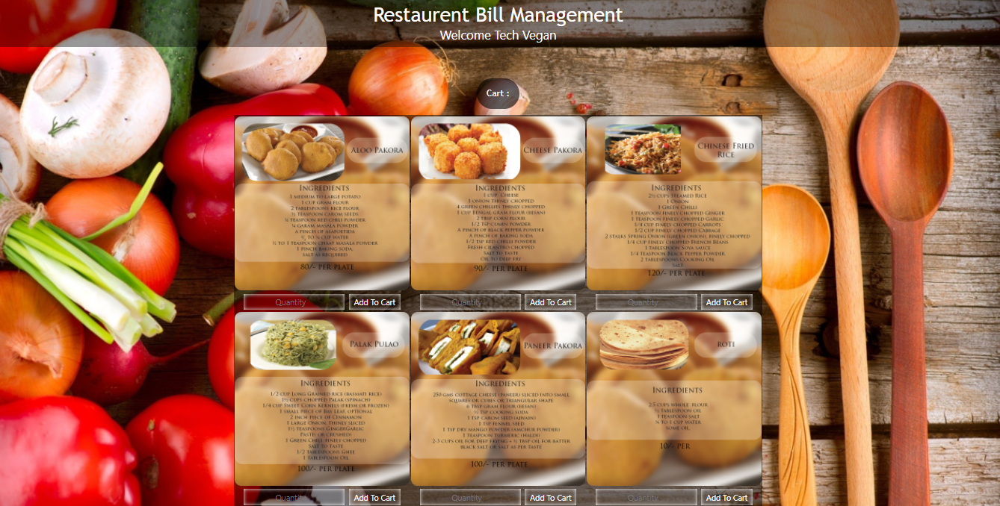 Restaurent Bill Management
Welcome Tech Vegan
Cart :
Aloo Pakora
Ingredients
1 medium to large potato
1 cup gram flour
2 tablespoons rice flour
½ teaspoon carom seeds
¼ teaspoon red chili powder
¼ garam masala powder
a pinch of asafoetida
to ¾ cup water
½ to 1 teaspoon chaat masala powder
1 pinch baking soda
salt as required
80/- per plate
Quantity
Add To Cart
Cheese Pakora
Ingredients
1 cup Cheese
1 onion thinly chopped
4 green chillies thinly chopped
1 cup Bengal gram flour (besan)
2 tbsp corn flour
1/2 tsp cumin powder
A pinch of black pepper powder
A pinch of baking soda
1/2 tsp red chilli powder
Fresh cilantro chopped
Salt to taste
Oil to deep fry
90/- per plate
Quantity
Add To Cart
Chinese Fried
Rice
Ingredients
2½ cups Steamed Rice
1 Onion
1 Green Chilli
1 Teaspoon Finely Chopped Ginger
1 Teaspoon Finely Chopped Garlic
1/4 cup Finely Chopped Carrots
1/2 cup Finely Chopped Cabbage
2 stalks Spring Onion (green onion), Finely Chopped
1/4 cup Finely Chopped French Beans
1 Tablespoon Soya sauce
1/4 Teaspoon Black Pepper Powder
2 Tablespoons Cooking Oil
Salt
120/- per plate
Quantity
Add To Cart
Palak Pulao
Ingredients
1/2 cup Long Grained rice (Basmati rice)
1½ cups chopped Palak (Spinach)
1/4 cup Sweet Corn Kernels (fresh or frozen)
1 small piece of Bay Leaf, optional
2 inch piece of Cinnamon
1 large Onion, thinly sliced
1½ teaspoons GingerGarlic
Paste( or crushed)
1 Green Chili, finely chopped
Salt to taste
1/2 tablespoons Ghee
1 tablespoon Oil
100/- per plate
Quantity
Add To Cart
Paneer Pakora
Ingredients
250 gms cottage cheese (paneer) sliced into small
squares or cubes or triangular shape
6 tbsp gram flour (besan)
½ tsp cooking soda
1 tsp carom seed (ajwain)
1 tsp fennel seed
1 tsp dry mango powder (amchur powder)
1 teaspoon turmeric (haldi)
2-3 cups oil for deep frying + ½ tbsp oil for batter
black salt or salt as per taste
100/- per plate
Quantity
Add To Cart
roti
Ingredients
2.5 cups whole flour
½ tablespoon oil
1 teaspoon salt
¾ to 1 cup water
some oil
10/- per
Quantity
Add To Cart